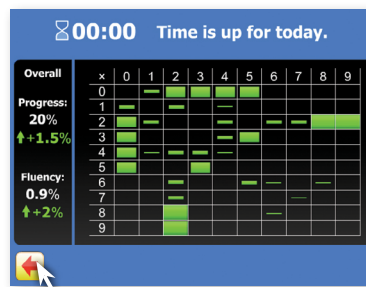 00:00 Time is up for today.
Overall
Progress:
20%
+1.5%
Fluency:
0.9%
+2%
× 0 1 2 3 4 5 6 7 8 9
0
1
2
3
4
5
6
7
8
9